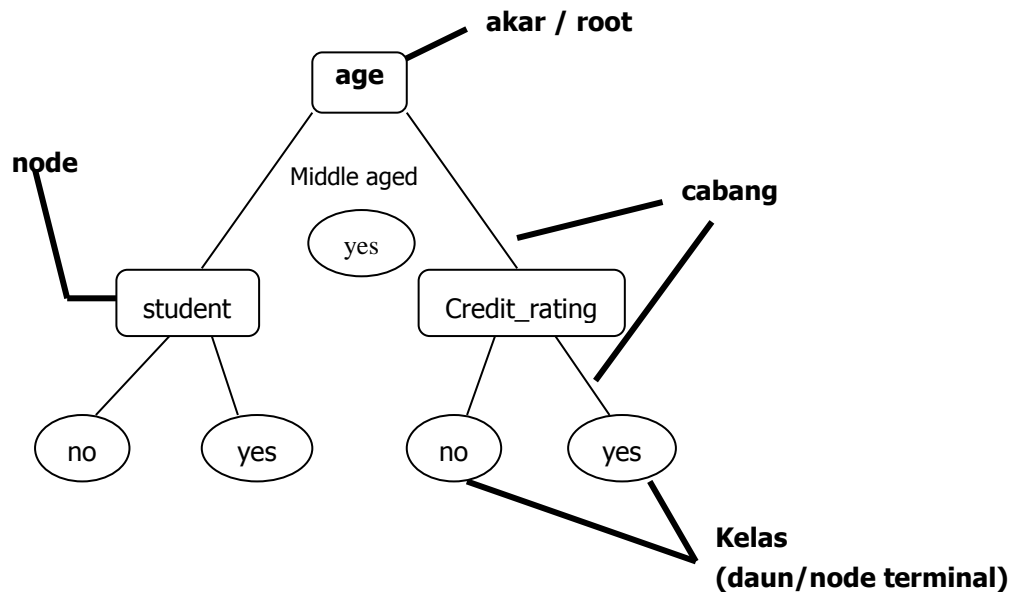 akar / root
age
node
Middle aged
cabang
yes
student
Credit_rating
no
yes
no
yes
Kelas
(daun/node terminal)